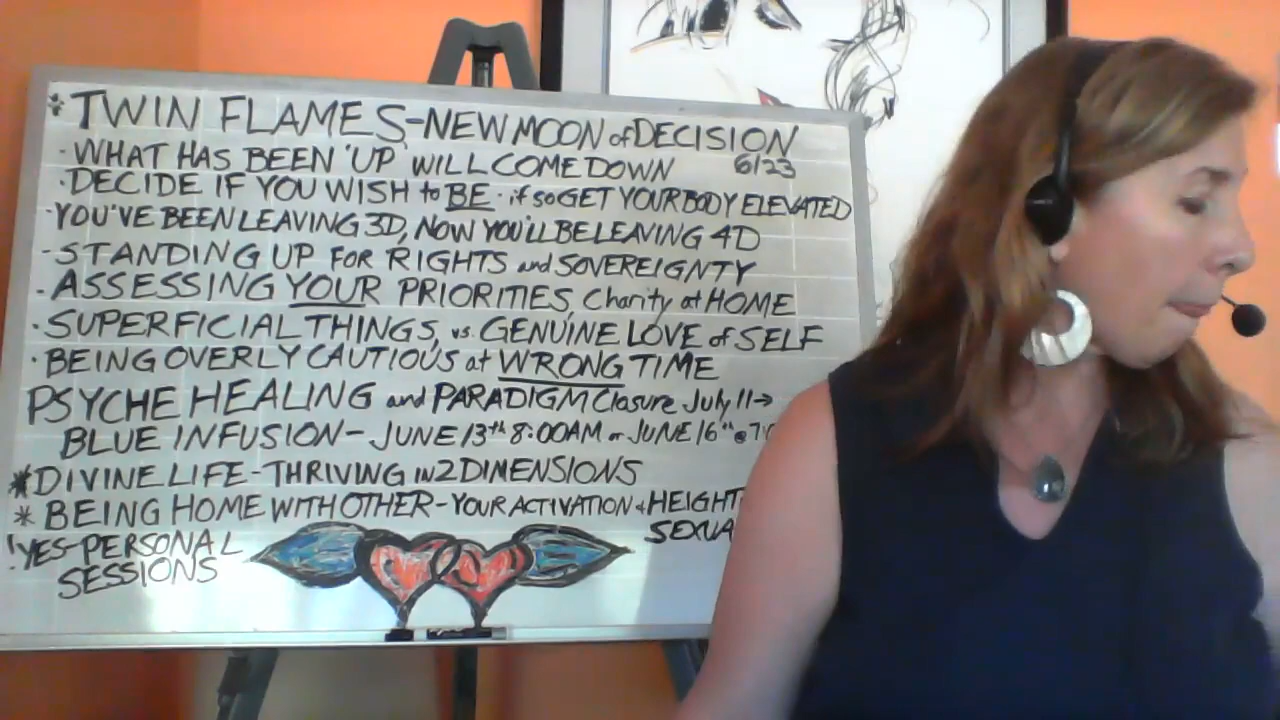 * TWIN FLAMES-NEW MOON of DECISION
6/23
· WHAT HAS BEEN 'UP' WILL COME DOWN
· DECIDE IF YOU WISH to BE - if so GET YOUR BODY ELEVATED
· YOU'VE BEEN LEAVING 3D, NOW YOU'LL BE LEAVING 4D
- STANDING UP FOR RIGHTS and SOVEREIGNTY
· ASSESSING YOUR PRIORITIES, Charity at HOME
· SUPERFICIAL THINGS, vs. GENUINE LOVE of SELF
· BEING OVERLY CAUTIOUS at WRONG TIME
PSYCHE HEALING and PARADIGM Closure July 11→
BLUE INFUSION - JUNE 13th 8:00AM or JUNE 16th @
* DIVINE LIFE - THRIVING in 2 DIMENSIONS
* BEING HOME WITH OTHER - YOUR ACTIVATION & HEIGHT
SEXUA
! YES- PERSONAL
SESSIONS